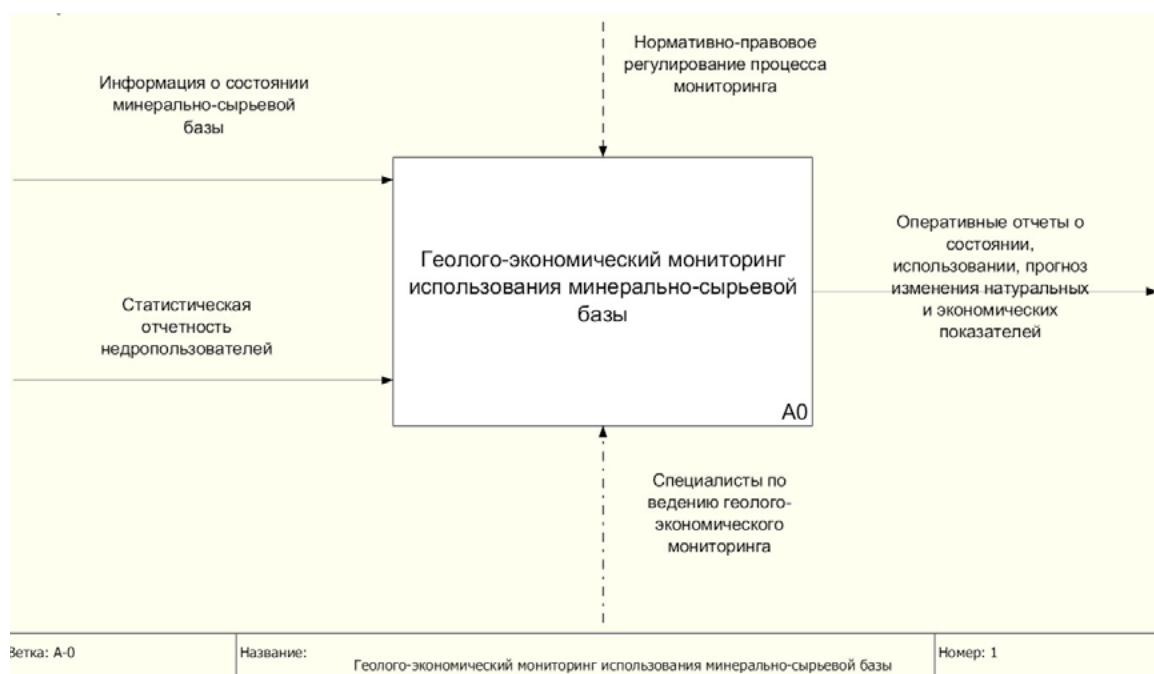 Нормативно-правовое
регулирование процесса
мониторинга
Информация о состоянии
минерально-сырьевой
базы
Геолого-экономический мониторинг
использования минерально-сырьевой
базы
A0
Оперативные отчеты о
состоянии,
использовании, прогноз
изменения натуральных
и экономических
показателей
Статистическая
отчетность
недропользователей
Специалисты по
ведению геолого-
экономического
мониторинга
Ветка: A-0
Название:
Геолого-экономический мониторинг использования минерально-сырьевой базы
Номер: 1